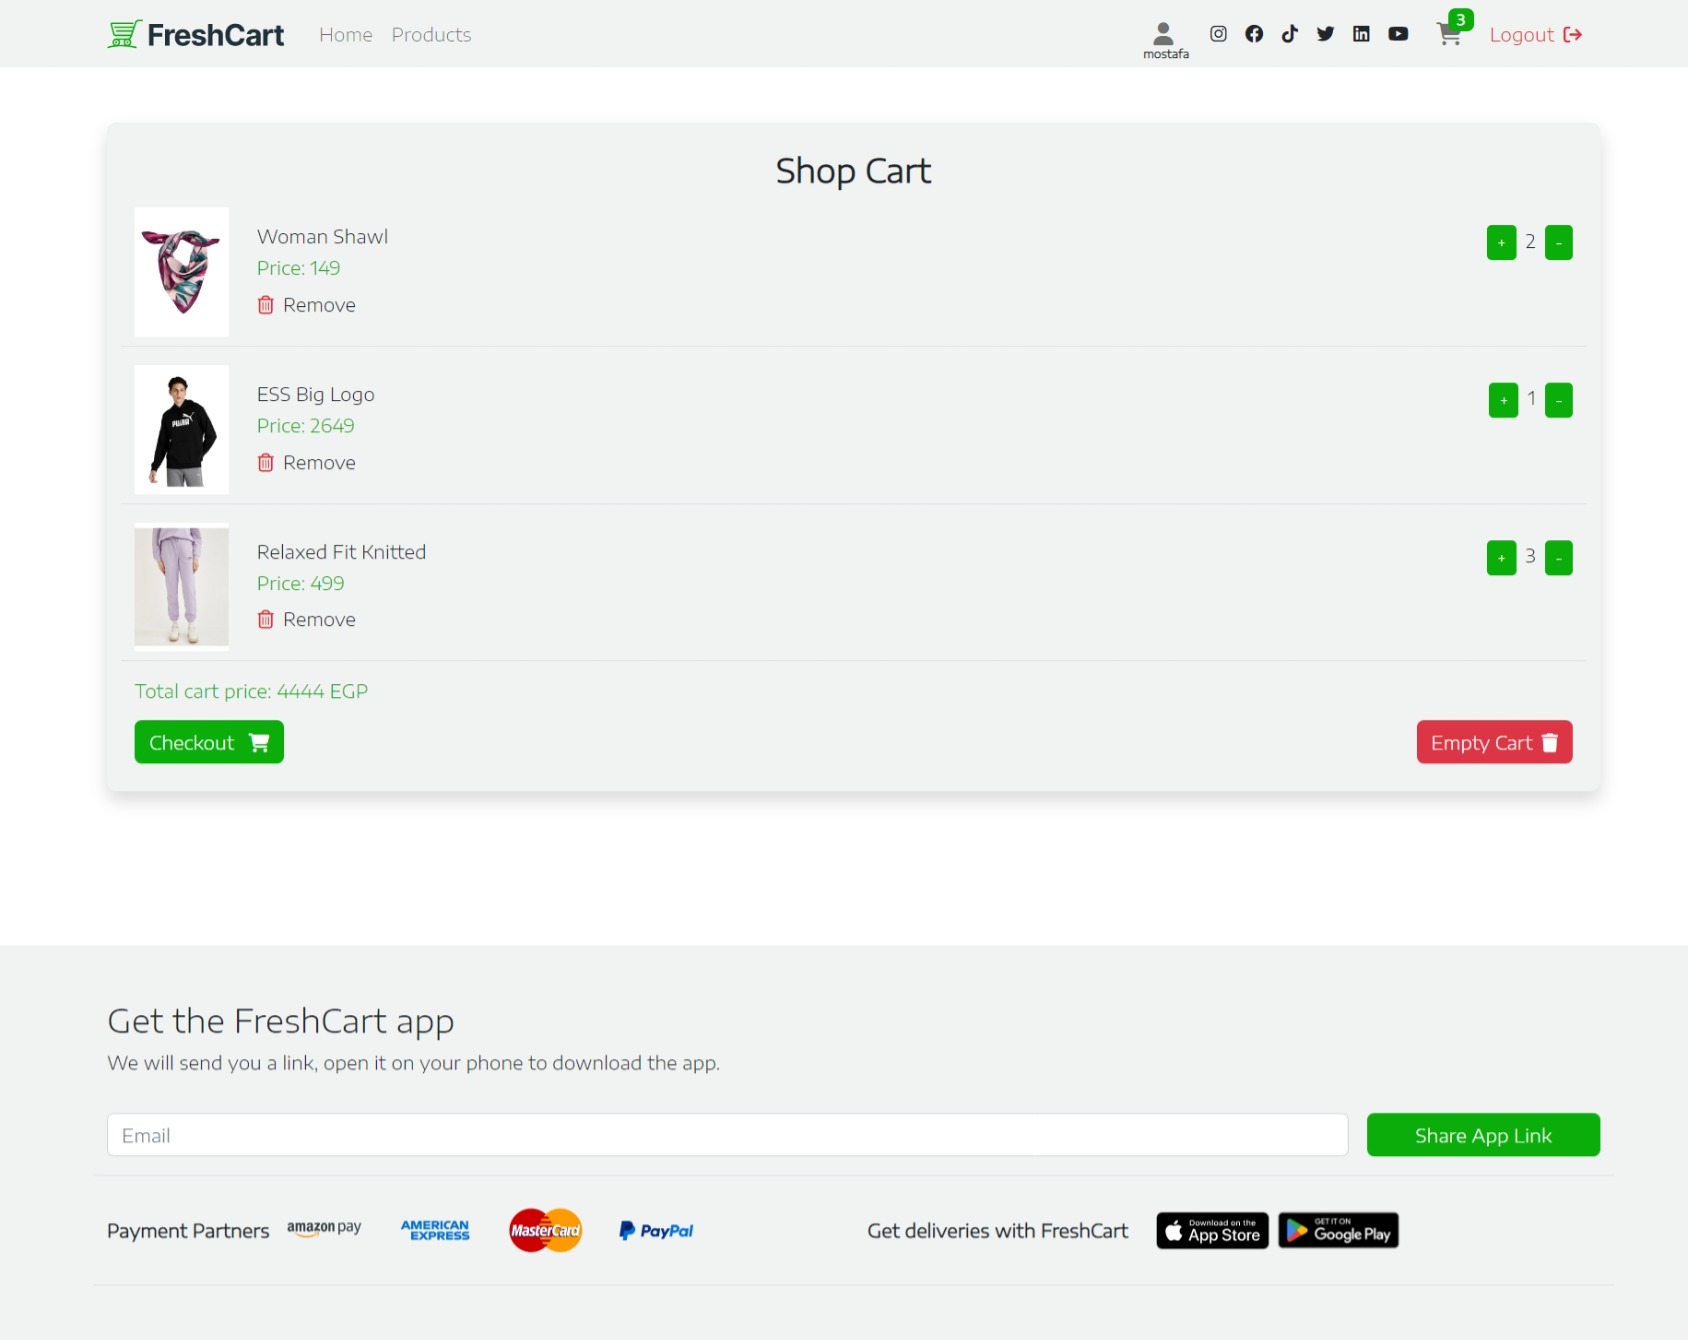 FreshCart Home Products 3 Logout
mostafa
Shop Cart
Woman Shawl
Price: 149
Remove
+ 2 -
ESS Big Logo
Price: 2649
Remove
+ 1 -
PUMA
Relaxed Fit Knitted
Price: 499
Remove
+ 3 -
Total cart price: 4444 EGP
Checkout
Empty Cart
Get the FreshCart app
We will send you a link, open it on your phone to download the app.
Email
Share App Link
Payment Partners amazon pay AMERICAN EXPRESS MasterCard PayPal
Get deliveries with FreshCart
Download on the
App Store
GET IT ON
Google Play